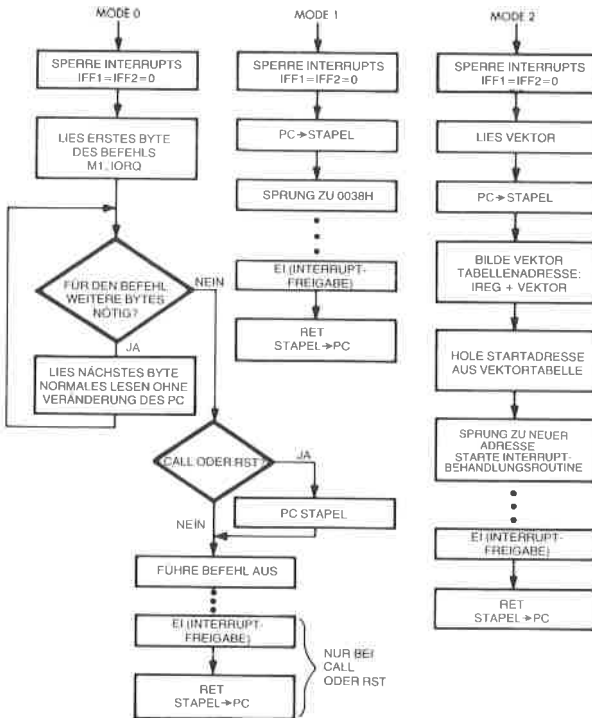 MODE 0
SPERRE INTERRUPTS
IFF1=IFF2=0
LIES ERSTES BYTE
DES BEFEHLS
M1, IORQ
FÜR DEN BEFEHL
WEITERE BYTES
NÖTIG?
NEIN
JA
LIES NÄCHSTES BYTE
NORMALES LESEN OHNE
VERÄNDERUNG DES PC
CALL ODER RST?
JA
PC STAPEL
NEIN
FÜHRE BEFEHL AUS
EI (INTERRUPT-
FREIGABE)
RET
STAPEL→PC
NUR BEI
CALL
ODER RST
MODE 1
SPERRE INTERRUPTS
IFF1=IFF2=0
PC→STAPEL
SPRUNG ZU 0038H
EI (INTERRUPT-
FREIGABE)
RET
STAPEL→PC
MODE 2
SPERRE INTERRUPTS
IFF1=IFF2=0
LIES VEKTOR
PC→STAPEL
BILDE VEKTOR
TABELLENADRESSE:
IREG + VEKTOR
HOLE STARTADRESSE
AUS VEKTORTABELLE
SPRUNG ZU NEUER
ADRESSE
STARTE INTERRUPT-
BEHANDLUNGSROUTINE
EI (INTERRUPT-
FREIGABE)
RET
STAPEL→PC